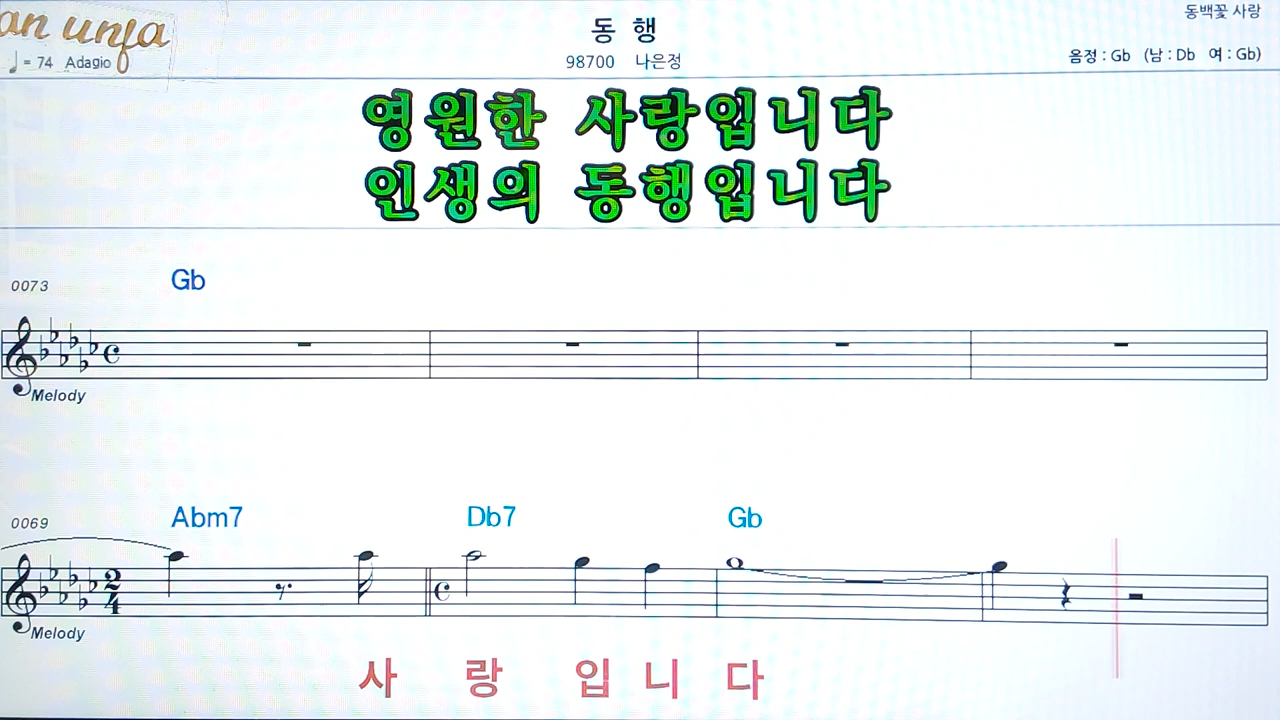 동백꽃 사랑
동 행
♩= 74 Adagio
98700 나은정
음정 : Gb (남 : Db 여 : Gb)
영원한 사랑입니다
인생의 동행입니다
Gb
0073
Melody
Abm7 Db7 Gb
0069
2
4
Melody
사 랑 입 니 다